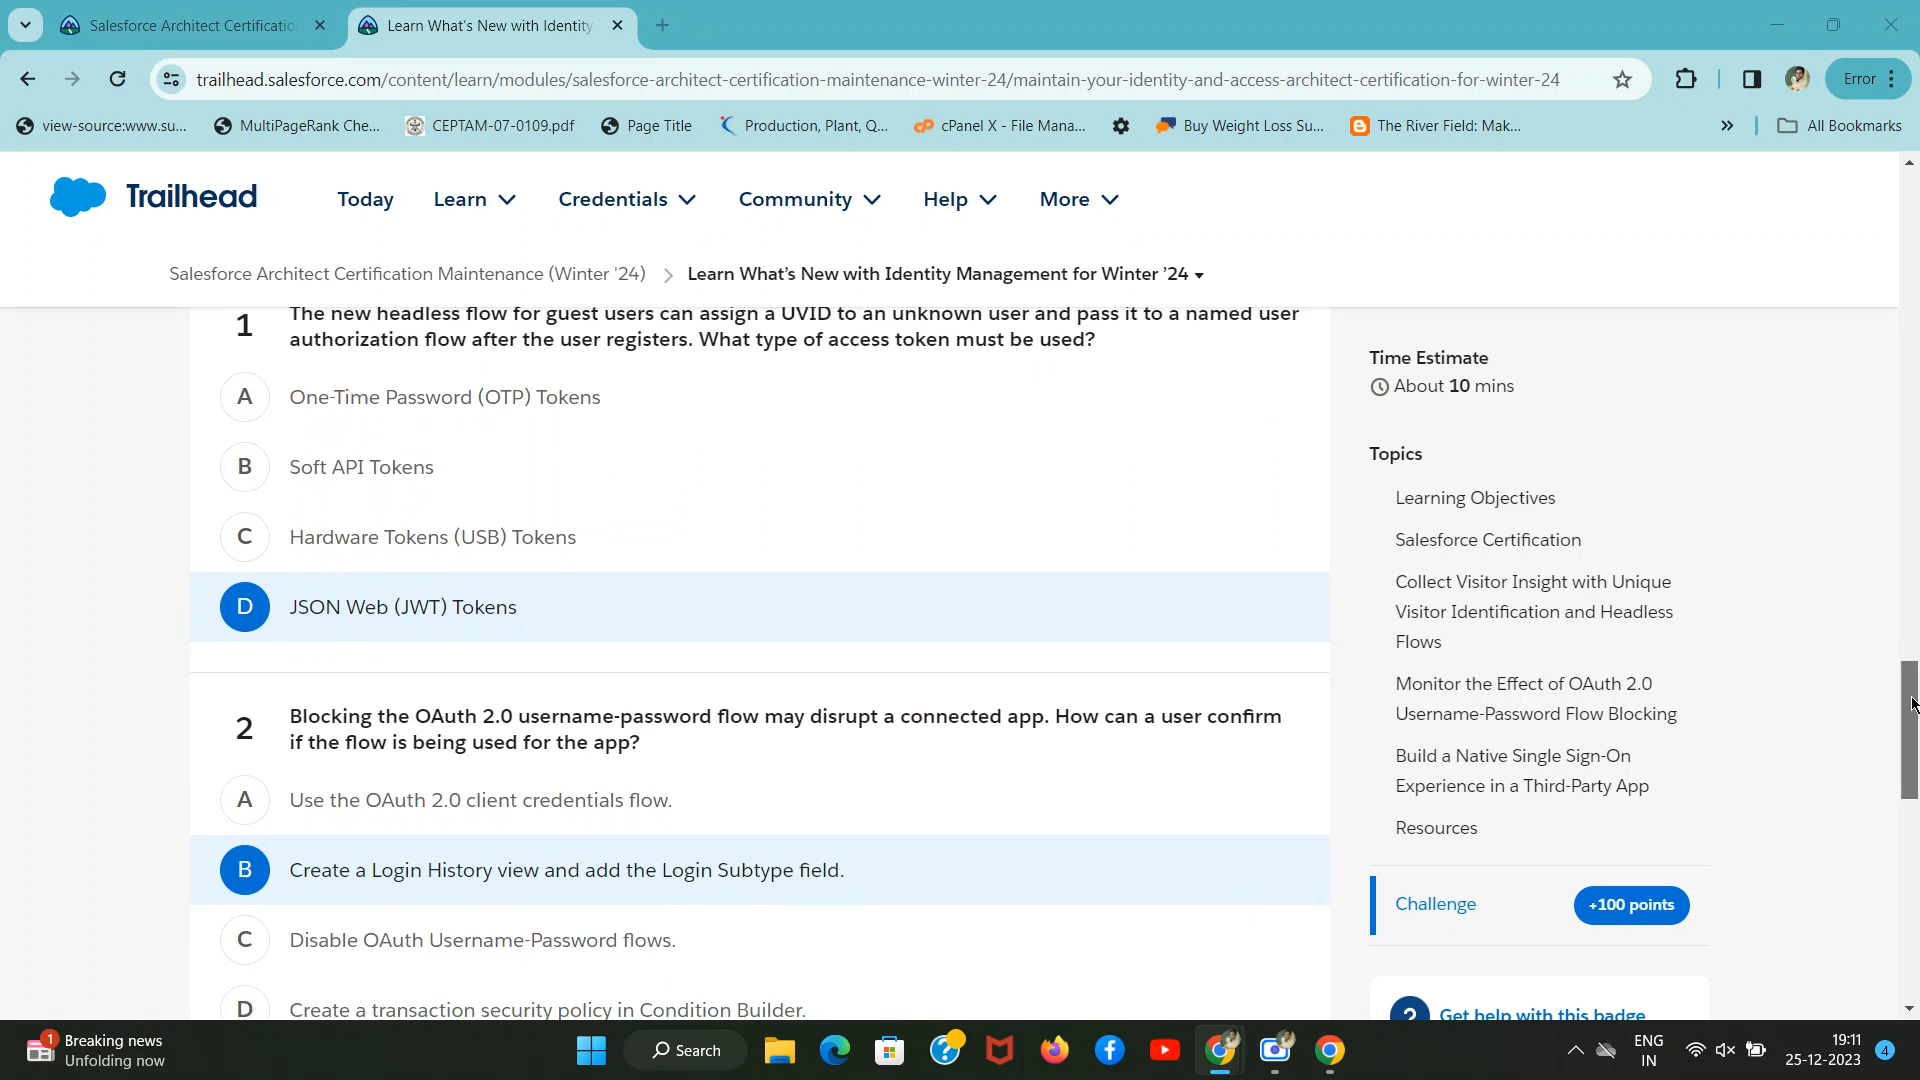 Salesforce Architect Certificatio
Learn What's New with Identity
trailhead.salesforce.com/content/learn/modules/salesforce-architect-certification-maintenance-winter-24/maintain-your-identity-and-access-architect-certification-for-winter-24
Error
view-source:www.su...
MultiPageRank Che...
CEPTAM-07-0109.pdf
Page Title
Production, Plant, Q...
cPanel X - File Mana...
Buy Weight Loss Su...
The River Field: Mak...
All Bookmarks
Trailhead
Today
Learn
Credentials
Community
Help
More
Salesforce Architect Certification Maintenance (Winter '24)
Learn What's New with Identity Management for Winter ’24
1
The new headless flow for guest users can assign a UVID to an unknown user and pass it to a named user
authorization flow after the user registers. What type of access token must be used?
A One-Time Password (OTP) Tokens
B Soft API Tokens
C Hardware Tokens (USB) Tokens
D JSON Web (JWT) Tokens
2
Blocking the OAuth 2.0 username-password flow may disrupt a connected app. How can a user confirm
if the flow is being used for the app?
A Use the OAuth 2.0 client credentials flow.
B Create a Login History view and add the Login Subtype field.
C Disable OAuth Username-Password flows.
D Create a transaction security policy in Condition Builder.
Time Estimate
About 10 mins
Topics
Learning Objectives
Salesforce Certification
Collect Visitor Insight with Unique
Visitor Identification and Headless
Flows
Monitor the Effect of OAuth 2.0
Username-Password Flow Blocking
Build a Native Single Sign-On
Experience in a Third-Party App
Resources
Challenge
+100 points
? Get help with this badge
1
Breaking news
Unfolding now
Search
ENG
IN
19:11
25-12-2023
4